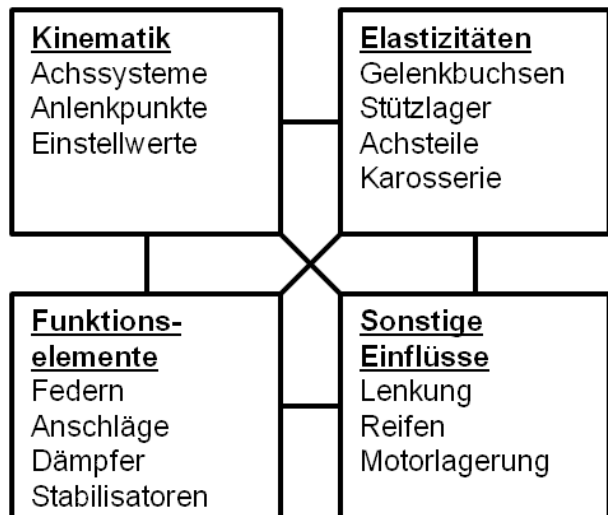 Kinematik
Achssysteme
Anlenkpunkte
Einstellwerte
Elastizitäten
Gelenkbuchsen
Stützlager
Achsteile
Karosserie
Funktions-
elemente
Federn
Anschläge
Dämpfer
Stabilisatoren
Sonstige
Einflüsse
Lenkung
Reifen
Motorlagerung